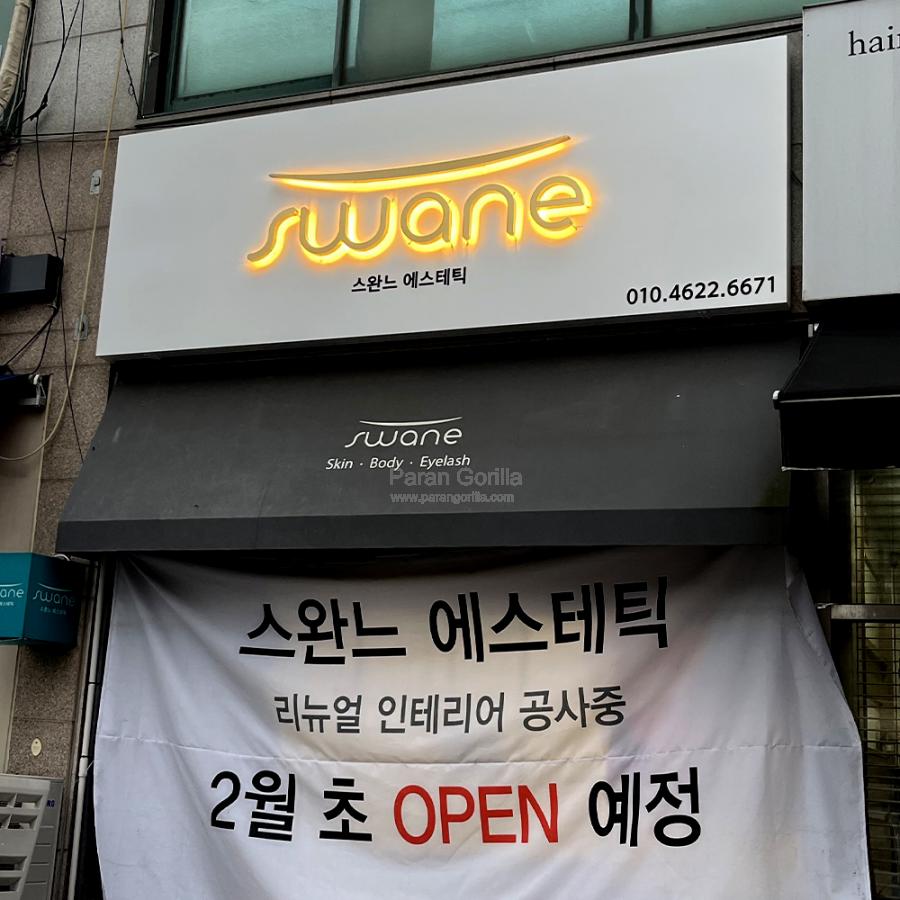 hair
swane
스완느 에스테틱
010.4622.6671
swane
Skin · Body · Eyelash
Paran Gorilla
www.parangorilla.com
swane
스완느 에스테틱
리뉴얼 인테리어 공사중
2월 초 OPEN 예정